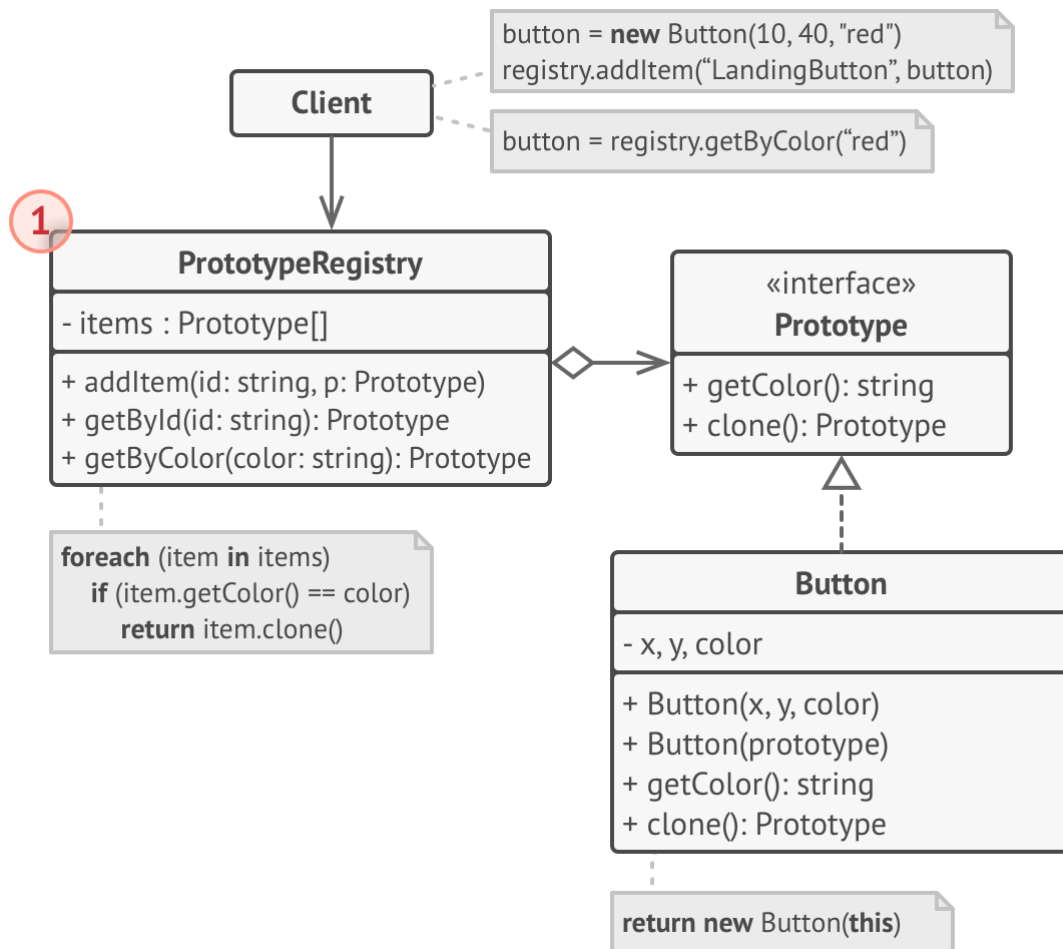 button = new Button(10, 40, "red")
registry.addItem(“LandingButton”, button)
Client
button = registry.getByColor(“red”)
1
PrototypeRegistry
- items : Prototype[]
+ addItem(id: string, p: Prototype)
+ getById(id: string): Prototype
+ getByColor(color: string): Prototype
«interface»
Prototype
+ getColor(): string
+ clone(): Prototype
foreach (item in items)
if (item.getColor() == color)
return item.clone()
Button
- x, y, color
+ Button(x, y, color)
+ Button(prototype)
+ getColor(): string
+ clone(): Prototype
return new Button(this)